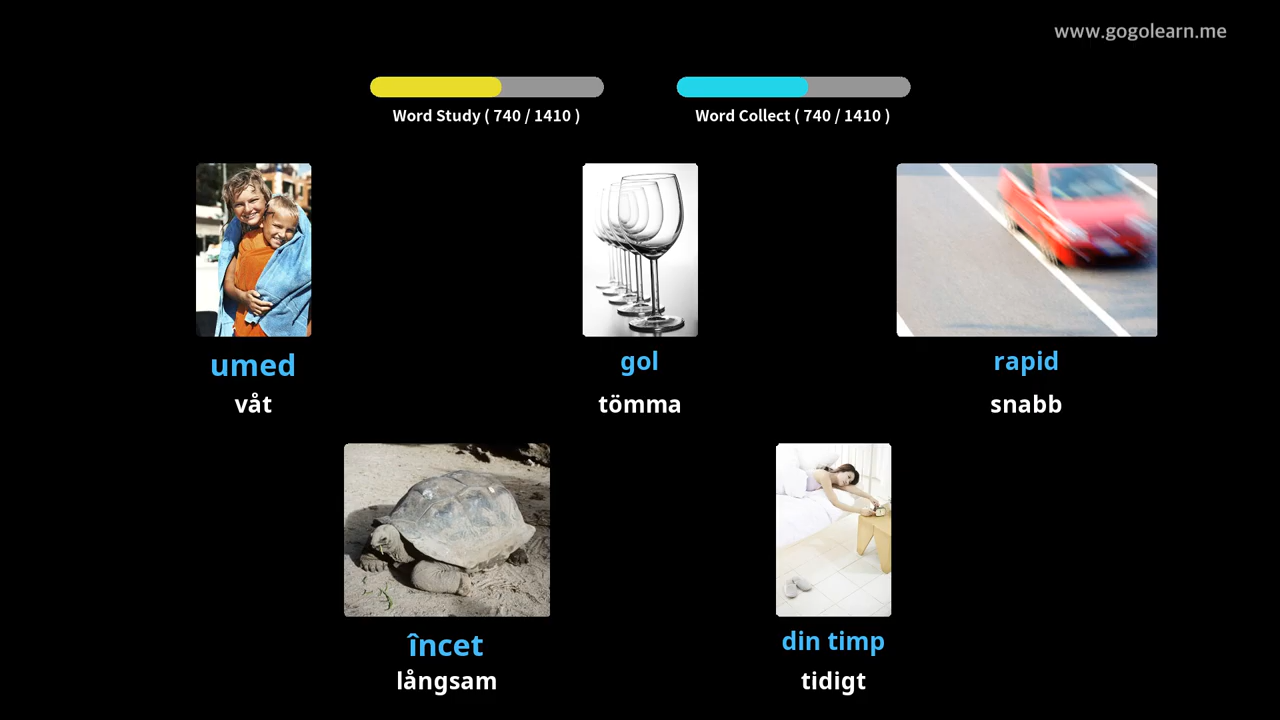 www.gogolearn.me
Word Study ( 740 / 1410 )
Word Collect ( 740 / 1410 )
umed
våt
gol
tömma
rapid
snabb
încet
långsam
din timp
tidigt